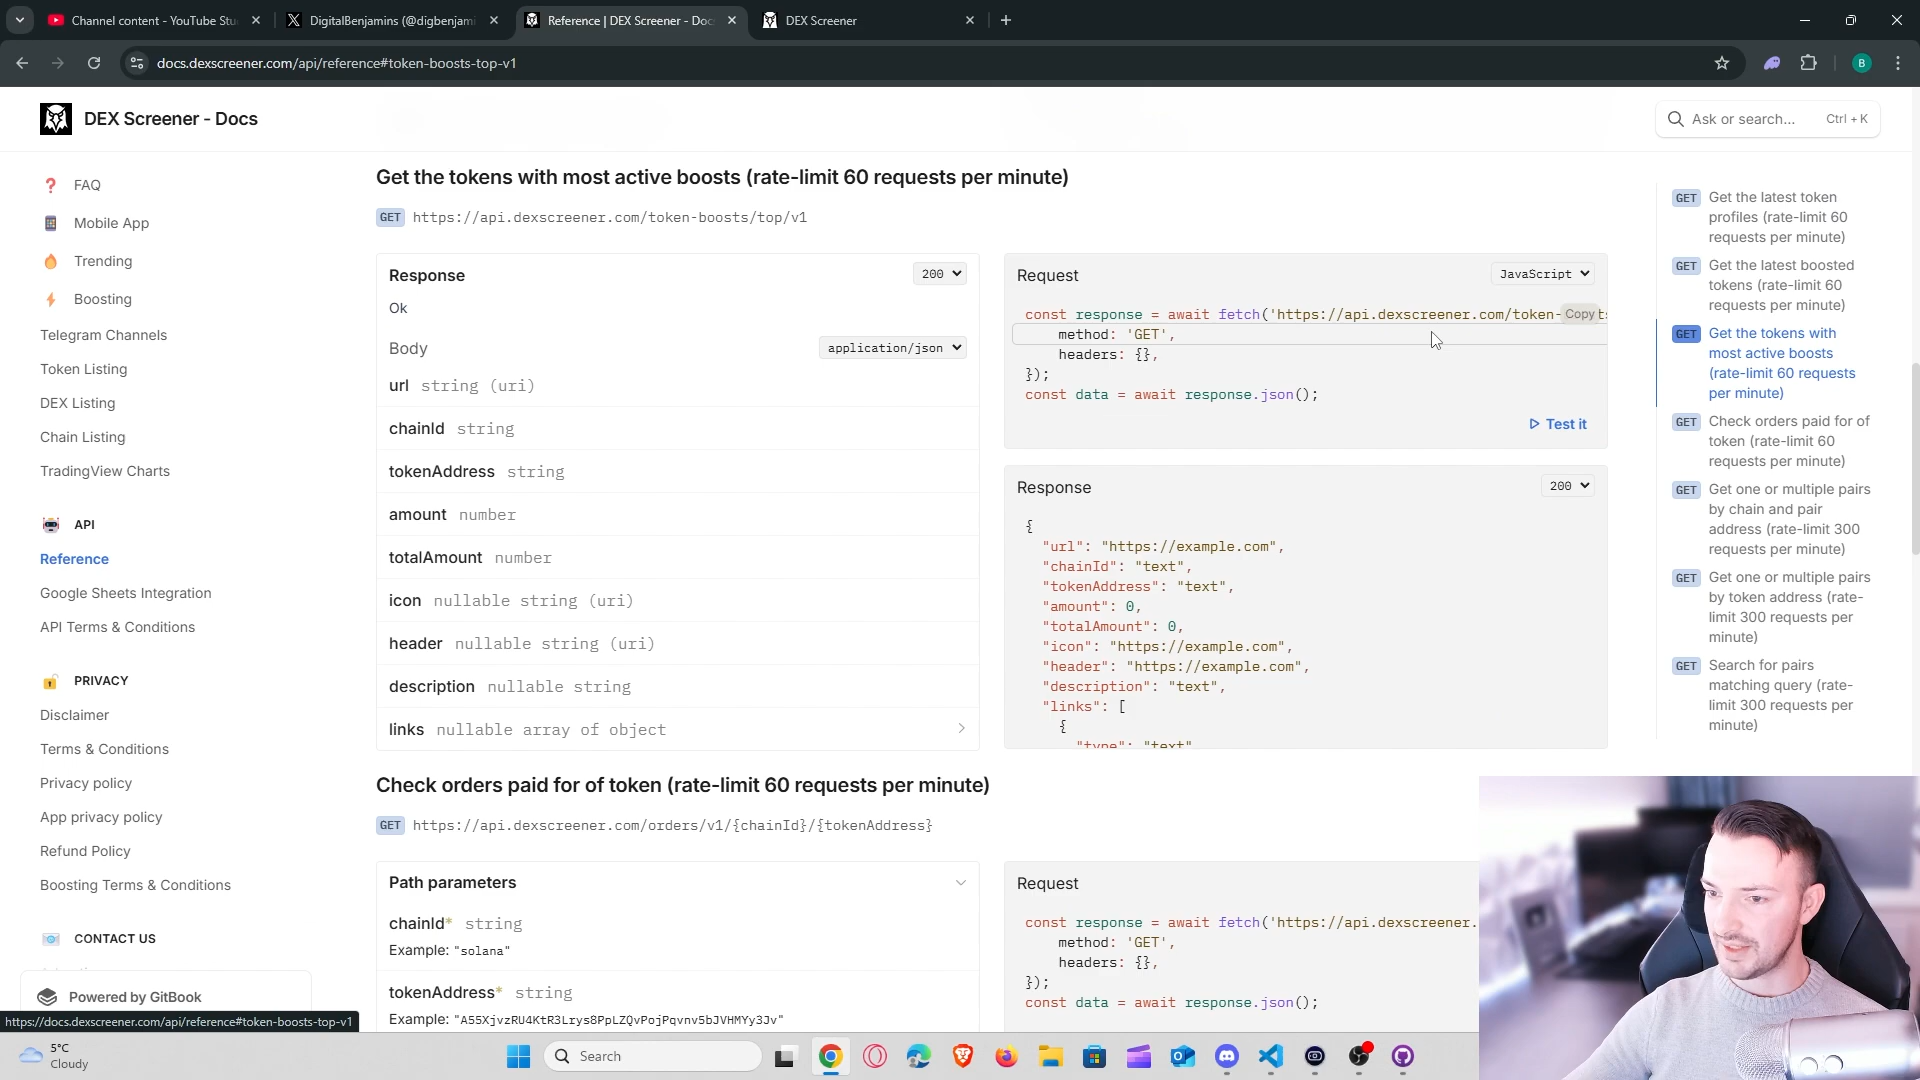 Channel content - YouTube Stu
DigitalBenjamins (@digbenjami
Reference | DEX Screener - Doc
DEX Screener
docs.dexscreener.com/api/reference#token-boosts-top-v1
B
DEX Screener - Docs
Ask or search...
Ctrl + K
FAQ
Mobile App
Trending
Boosting
Telegram Channels
Token Listing
DEX Listing
Chain Listing
TradingView Charts
API
Reference
Google Sheets Integration
API Terms & Conditions
PRIVACY
Disclaimer
Terms & Conditions
Privacy policy
App privacy policy
Refund Policy
Boosting Terms & Conditions
CONTACT US
Powered by GitBook
https://docs.dexscreener.com/api/reference#token-boosts-top-v1
Get the tokens with most active boosts (rate-limit 60 requests per minute)
GET https://api.dexscreener.com/token-boosts/top/v1
Response
200
Ok
Body
application/json
url string (uri)
chainId string
tokenAddress string
amount number
totalAmount number
icon nullable string (uri)
header nullable string (uri)
description nullable string
links nullable array of object
Request
JavaScript
const response = await fetch('https://api.dexscreener.com/token-
Copy
method: 'GET',
headers: {},
});
const data = await response.json();
Test it
Response
200
{
"url": "https://example.com",
"chainId": "text",
"tokenAddress": "text",
"amount": 0,
"totalAmount": 0,
"icon": "https://example.com",
"header": "https://example.com",
"description": "text",
"links": [
{
"type": "text"
Check orders paid for of token (rate-limit 60 requests per minute)
GET https://api.dexscreener.com/orders/v1/{chainId}/{tokenAddress}
Path parameters
chainId* string
Example: "solana"
tokenAddress* string
Example: "A55XjvzRU4KtR3Lrys8PpLZQvPojPqvnv5bJVHMYy3Jv"
Request
const response = await fetch('https://api.dexscreener.
method: 'GET',
headers: {},
});
const data = await response.json();
GET Get the latest token
profiles (rate-limit 60
requests per minute)
GET Get the latest boosted
tokens (rate-limit 60
requests per minute)
GET Get the tokens with
most active boosts
(rate-limit 60 requests
per minute)
GET Check orders paid for of
token (rate-limit 60
requests per minute)
GET Get one or multiple pairs
by chain and pair
address (rate-limit 300
requests per minute)
GET Get one or multiple pairs
by token address (rate-
limit 300 requests per
minute)
GET Search for pairs
matching query (rate-
limit 300 requests per
minute)
5°C
Cloudy
Search